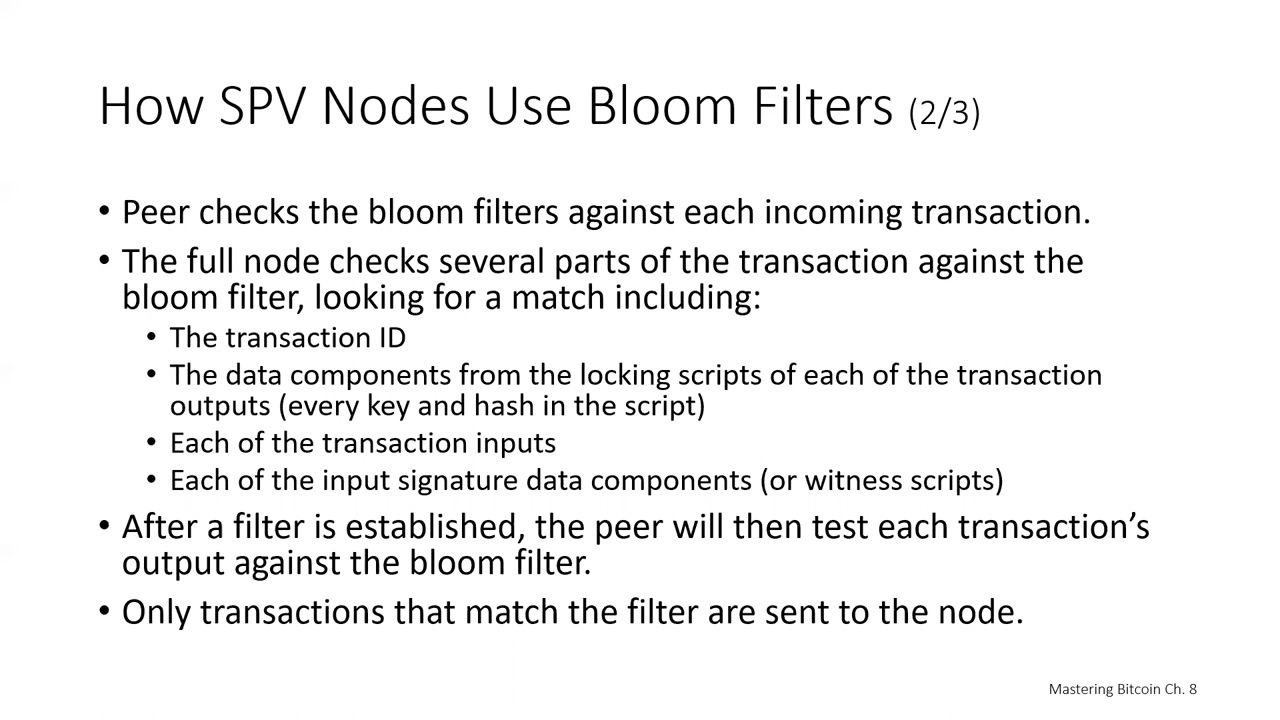 How SPV Nodes Use Bloom Filters (2/3)
• Peer checks the bloom filters against each incoming transaction.
• The full node checks several parts of the transaction against the
bloom filter, looking for a match including:
• The transaction ID
• The data components from the locking scripts of each of the transaction
outputs (every key and hash in the script)
• Each of the transaction inputs
• Each of the input signature data components (or witness scripts)
• After a filter is established, the peer will then test each transaction’s
output against the bloom filter.
• Only transactions that match the filter are sent to the node.
Mastering Bitcoin Ch. 8